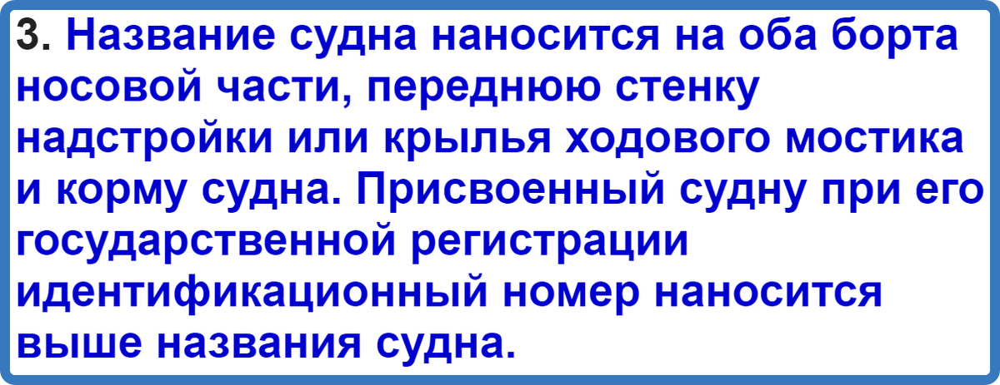 3. Название судна наносится на оба борта
носовой части, переднюю стенку
надстройки или крылья ходового мостика
и корму судна. Присвоенный судну при его
государственной регистрации
идентификационный номер наносится
выше названия судна.